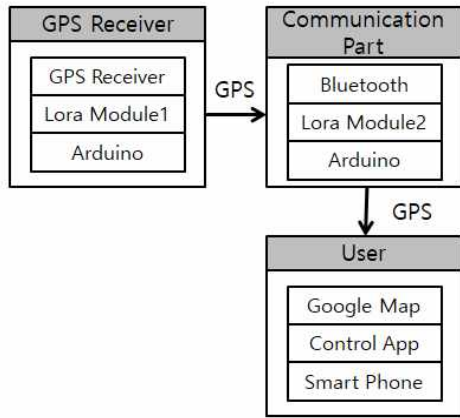 GPS Receiver
GPS Receiver
Lora Module1
Arduino
GPS
Communication
Part
Bluetooth
Lora Module2
Arduino
GPS
User
Google Map
Control App
Smart Phone